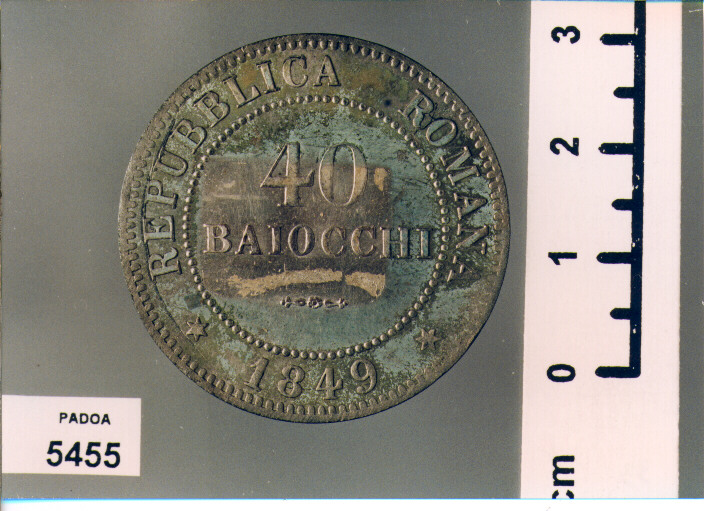 REPUBBLICA ROMANA
40
BAIOCCHI
1849
3
2
1
0
cm
PADOA
5455